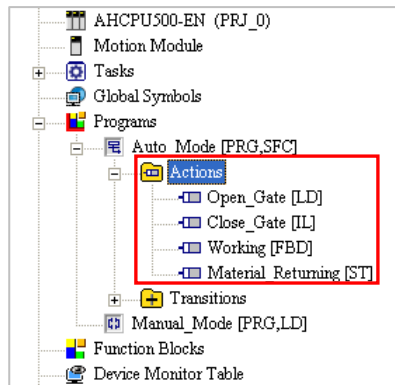 AHCPU500-EN (PRJ_0)
Motion Module
Tasks
Global Symbols
Programs
Auto_Mode [PRG,SFC]
Actions
Open_Gate [LD]
Close_Gate [IL]
Working [FBD]
Material_Returning [ST]
Transitions
Manual_Mode [PRG,LD]
Function Blocks
Device Monitor Table